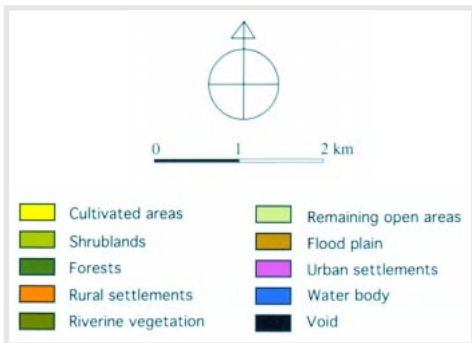 0 1 2 km
Cultivated areas
Shrublands
Forests
Rural settlements
Riverine vegetation
Remaining open areas
Flood plain
Urban settlements
Water body
Void